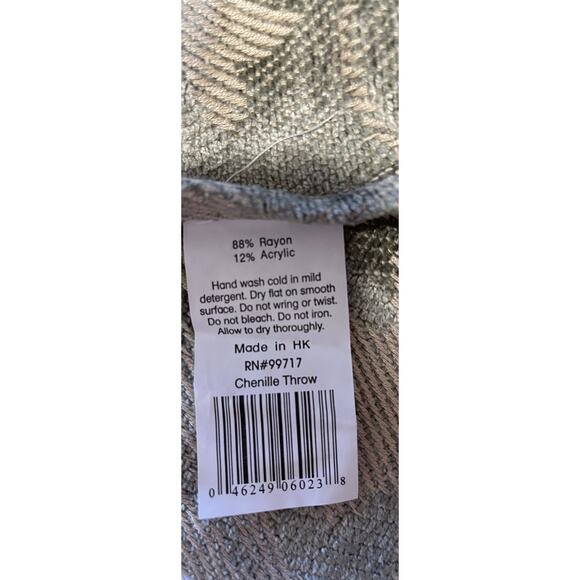 88% Rayon
12% Acrylic
Hand wash cold in mild
detergent. Dry flat on smooth
surface. Do not wring or twist.
Do not bleach. Do not iron.
Allow to dry thoroughly.
Made in HK
RN#99717
Chenille Throw
0 46249 06023 8